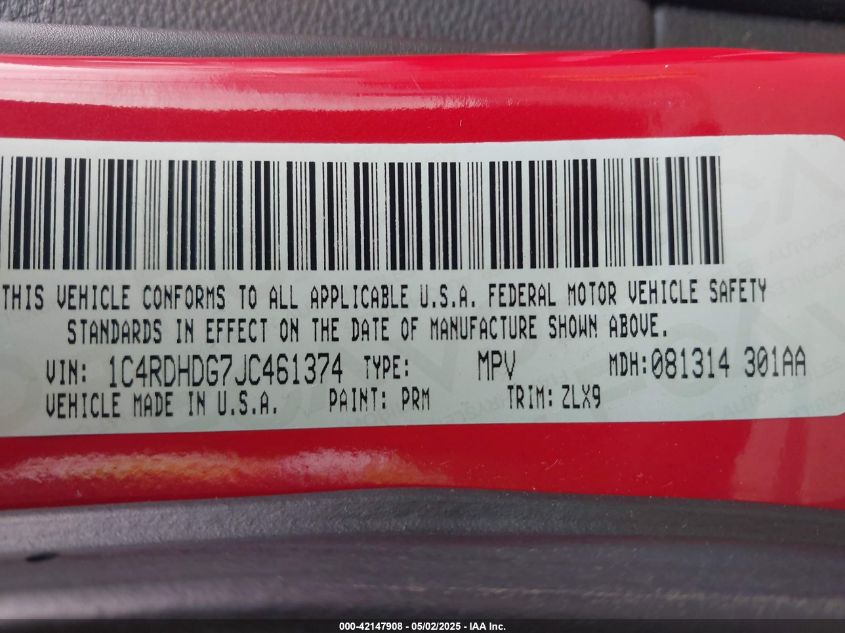 THIS VEHICLE CONFORMS TO ALL APPLICABLE U.S.A. FEDERAL MOTOR VEHICLE SAFETY
STANDARDS IN EFFECT ON THE DATE OF MANUFACTURE SHOWN ABOVE.
VIN: 1C4RDHDG7JC461374 TYPE: MPV MDH: 081314 301AA
VEHICLE MADE IN U.S.A. PAINT: PRM TRIM: ZLX9
000-42147908 - 05/02/2025 - IAA Inc.